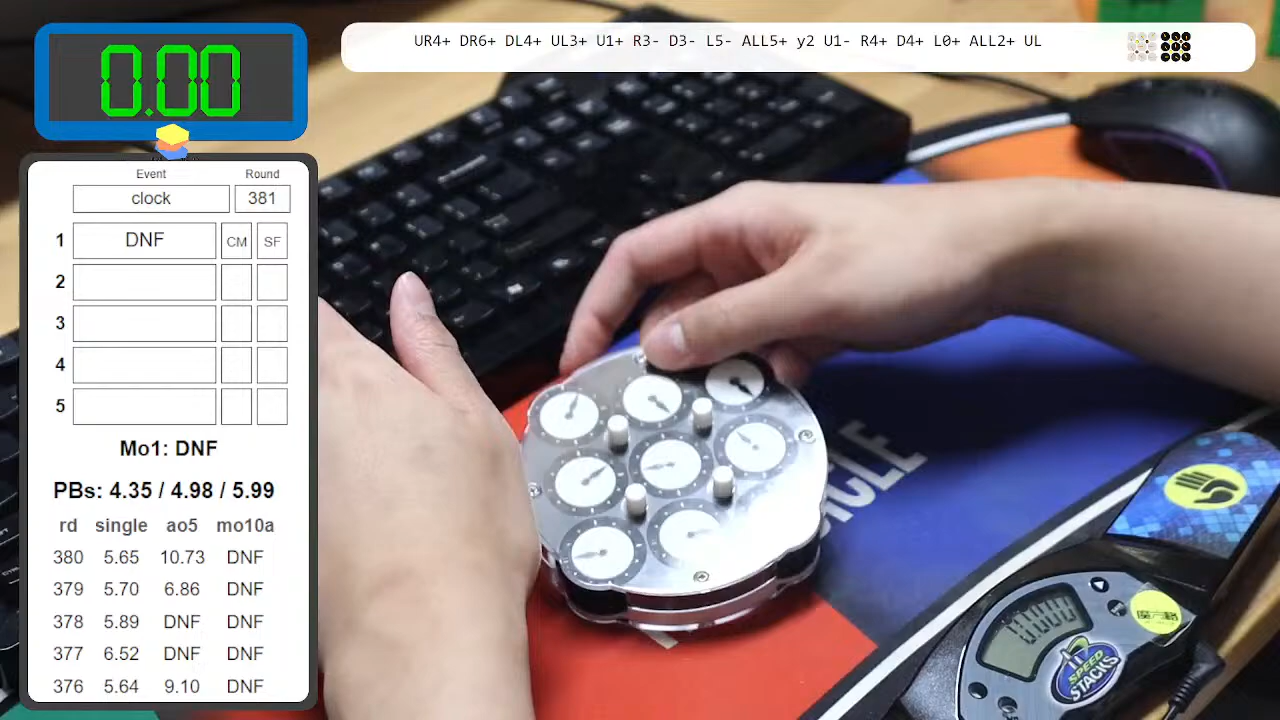 0.00
UR4+ DR6+ DL4+ UL3+ U1+ R3- D3- L5- ALL5+ y2 U1- R4+ D4+ L0+ ALL2+ UL
Event Round
clock 381
1 DNF CM SF
2
3
4
5
Mo1: DNF
PBs: 4.35 / 4.98 / 5.99
rd single ao5 mo10a
380 5.65 10.73 DNF
379 5.70 6.86 DNF
378 5.89 DNF DNF
377 6.52 DNF DNF
376 5.64 9.10 DNF
0.000
SPEED
STACKS